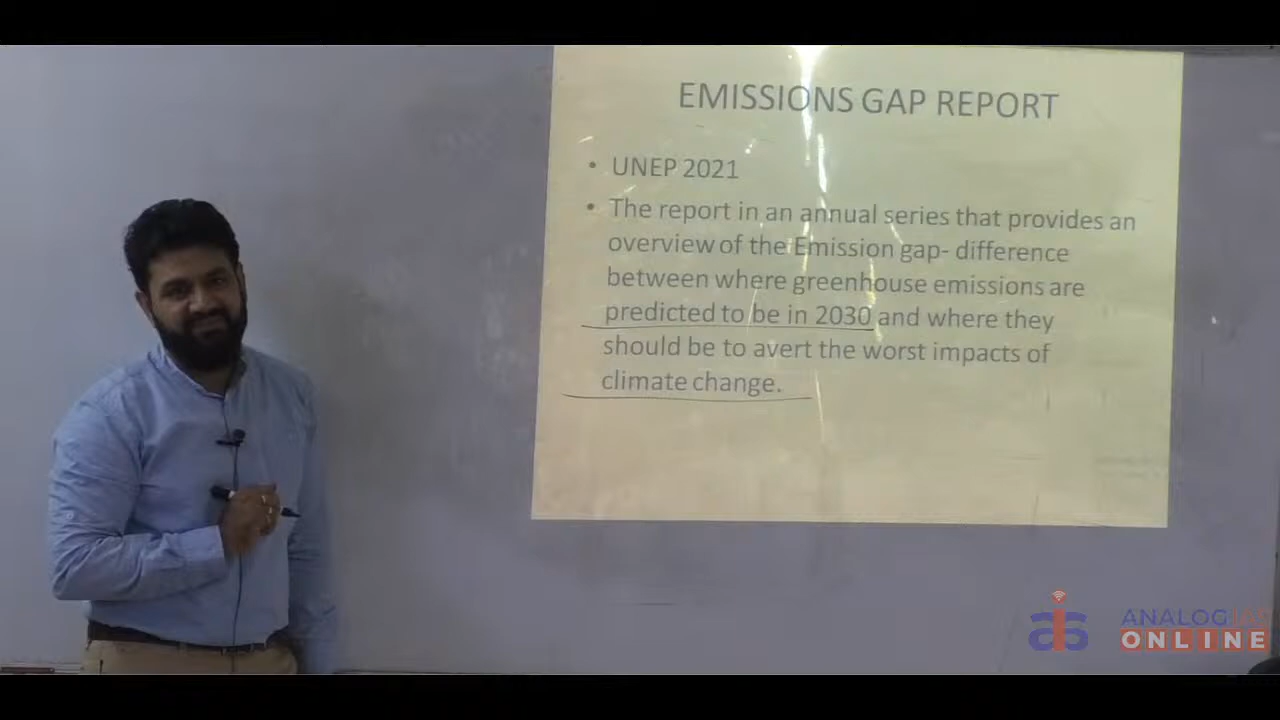 EMISSIONS GAP REPORT
• UNEP 2021
• The report in an annual series that provides an
overview of the Emission gap- difference
between where greenhouse emissions are
predicted to be in 2030 and where they
should be to avert the worst impacts of
climate change.
ANALOG IAS
ONLINE